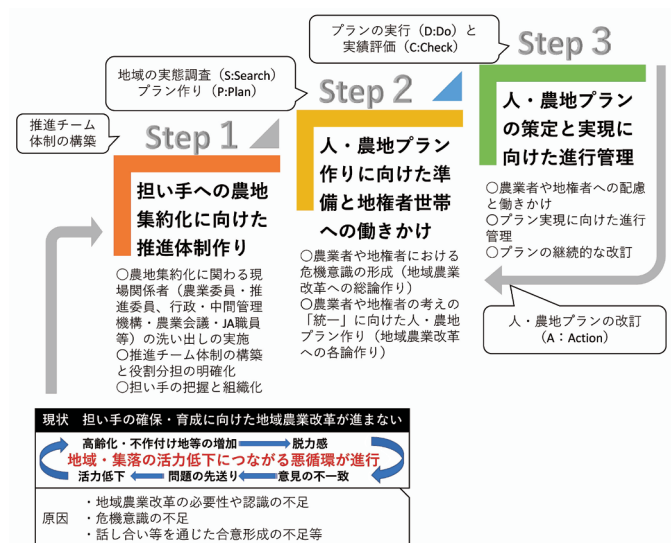 プランの実行（D:Do）と
実績評価（C:Check）
Step 3
地域の実態調査（S:Search）
プラン作り（P:Plan）
Step 2
推進チーム
体制の構築
Step 1
担い手への農地
集約化に向けた
推進体制作り
○農地集約化に関わる現
場関係者（農業委員・推
進委員、行政・中間管理
機構・農業会議・JA職員
等）の洗い出しの実施
○推進チーム体制の構築
と役割分担の明確化
○担い手の把握と組織化
人・農地プラン
作りに向けた準
備と地権者世帯
への働きかけ
○農業者や地権者における
危機意識の形成（地域農業
改革への総論作り）
○農業者や地権者の考えの
「統一」に向けた人・農地
プラン作り（地域農業改革
への各論作り）
人・農地プラン
の策定と実現に
向けた進行管理
○農業者や地権者への配慮
と働きかけ
○プラン実現に向けた進行
管理
○プランの継続的な改訂
人・農地プランの改訂
（A：Action）
現状　担い手の確保・育成に向けた地域農業改革が進まない
高齢化・不作付け地等の増加 脱力感
地域・集落の活力低下につながる悪循環が進行
活力低下 問題の先送り 意見の不一致
原因
・地域農業改革の必要性や認識の不足
・危機意識の不足
・話し合い等を通じた合意形成の不足等